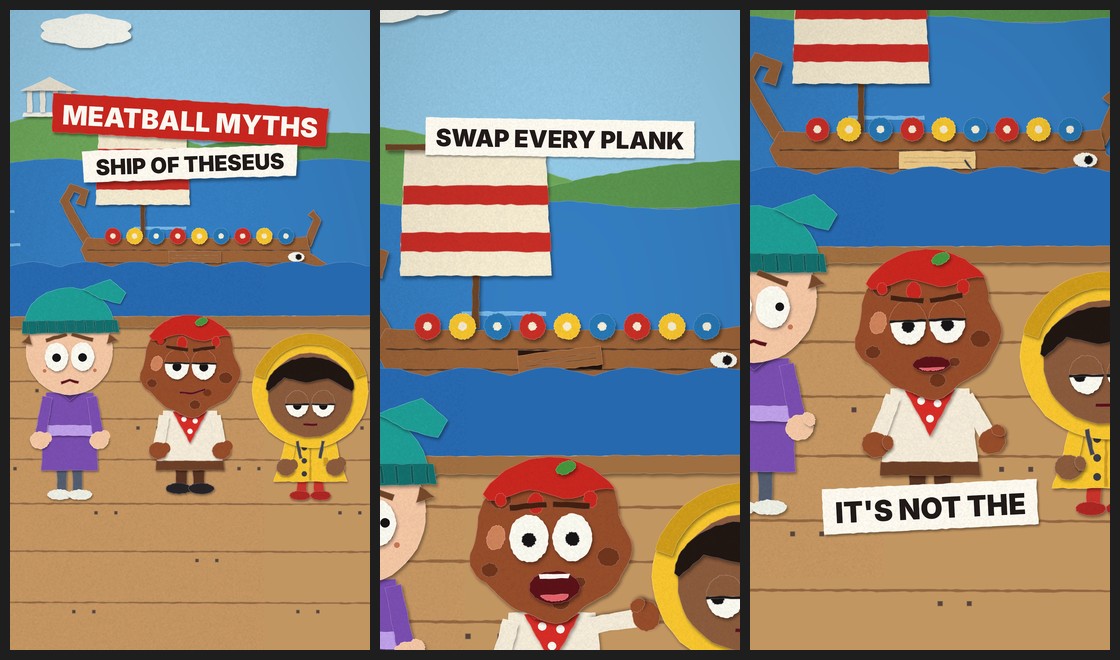 MEATBALL MYTHS
SHIP OF THESEUS
SWAP EVERY PLANK
IT'S NOT THE